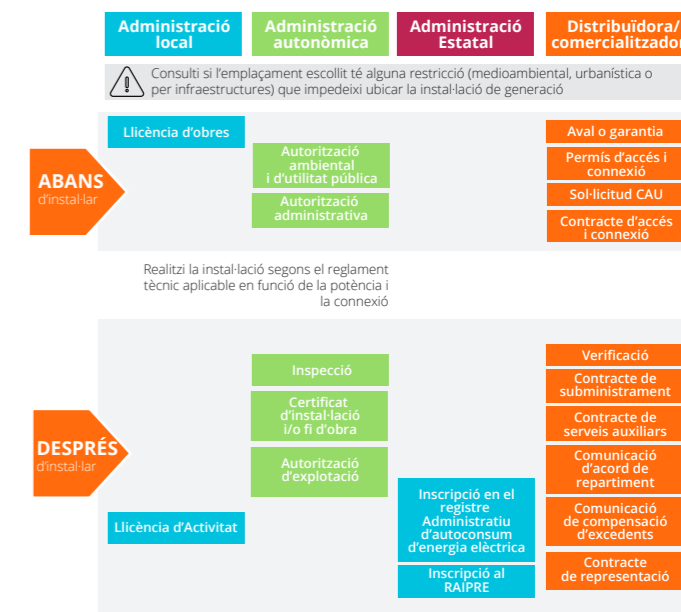 Administració
local
Administració
autonòmica
Administració
Estatal
Distribuïdora/
comercialitzador
Consulti si l'emplaçament escollit té alguna restricció (medioambiental, urbanística o
per infraestructures) que impedeixi ubicar la instal·lació de generació
ABANS
d'instal·lar
Llicència d'obres
Autorització
ambiental
i d'utilitat pública
Autorització
administrativa
Aval o garantia
Permís d'accés i
connexió
Sol·licitud CAU
Contracte d'accés
i connexió
Realitzi la instal·lació segons el reglament
tècnic aplicable en funció de la potència i
la connexió
DESPRÉS
d'instal·lar
Llicència d'Activitat
Inspecció
Certificat
d'instal·lació
i/o fi d'obra
Autorització
d'explotació
Inscripció en el
registre
Administratiu
d'autoconsum
d'energia elèctrica
Inscripció al
RAIPRE
Verificació
Contracte de
subministrament
Contracte de
serveis auxiliars
Comunicació
d'acord de
repartiment
Comunicació
de compensació
d'excedents
Contracte
de representació